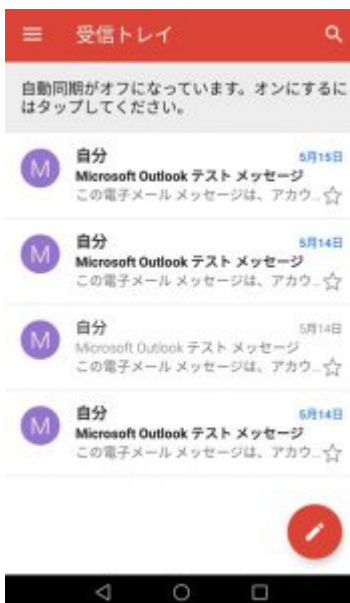 受信トレイ
自動同期がオフになっています。オンにするに
はタップしてください。
M
自分 5月15日
Microsoft Outlook テスト メッセージ
この電子メール メッセージは、アカウ...
M
自分 5月14日
Microsoft Outlook テスト メッセージ
この電子メール メッセージは、アカウ...
M
自分 5月14日
Microsoft Outlook テスト メッセージ
この電子メール メッセージは、アカウ...
M
自分 5月14日
Microsoft Outlook テスト メッセージ
この電子メール メッセージは、アカウ...